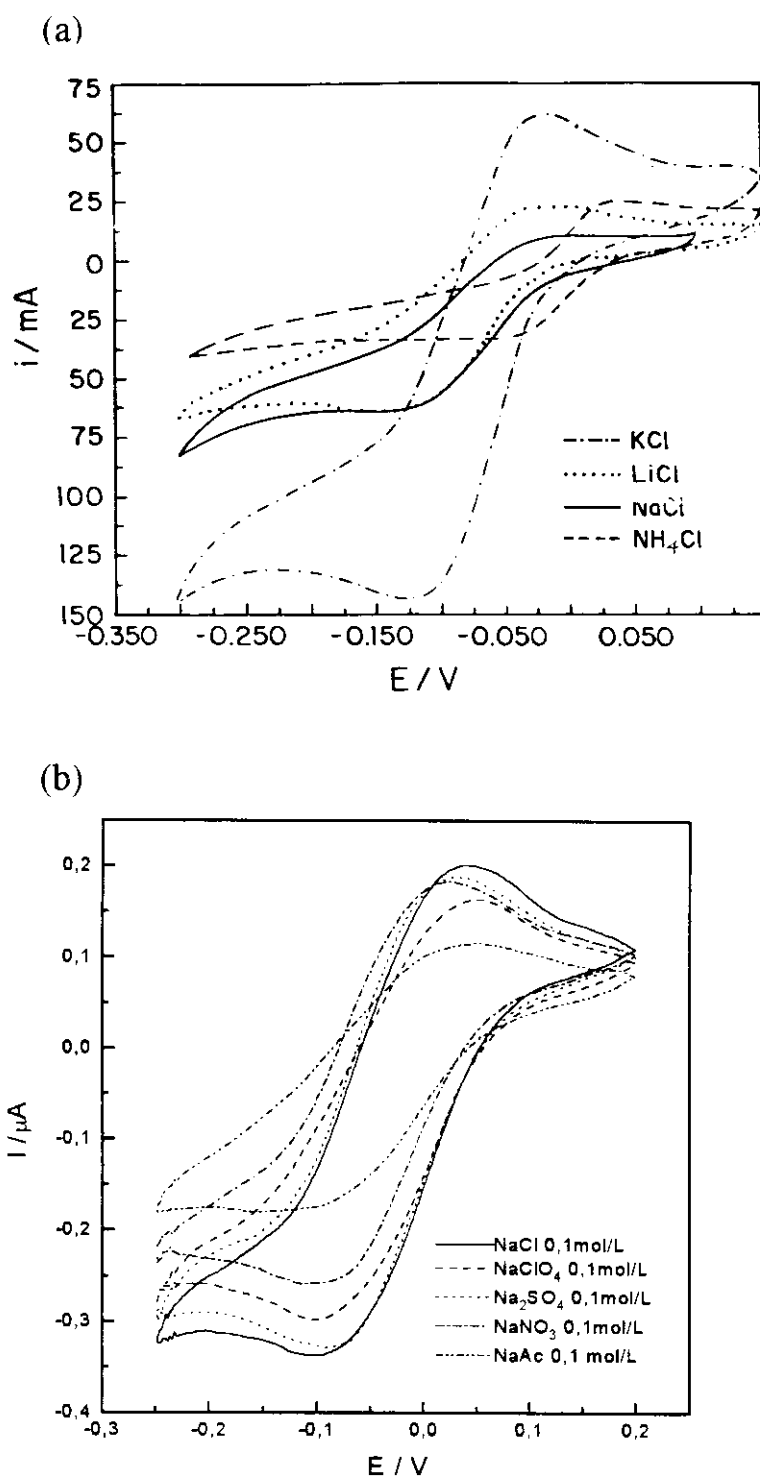 (a)
75
50
25
0
25
50
75
100
125
150
i / mA
KCl
LiCl
NaCl
NH₄Cl
-0.350 -0.250 -0.150 -0.050 0.050
E / V
(b)
0,2
0,1
0,0
-0,1
-0,2
-0,3
-0,4
I / µA
NaCl 0,1mol/L
NaClO₄ 0,1mol/L
Na₂SO₄ 0,1mol/L
NaNO₃ 0,1mol/L
NaAc 0,1 mol/L
-0,3 -0,2 -0,1 0,0 0,1 0,2
E / V